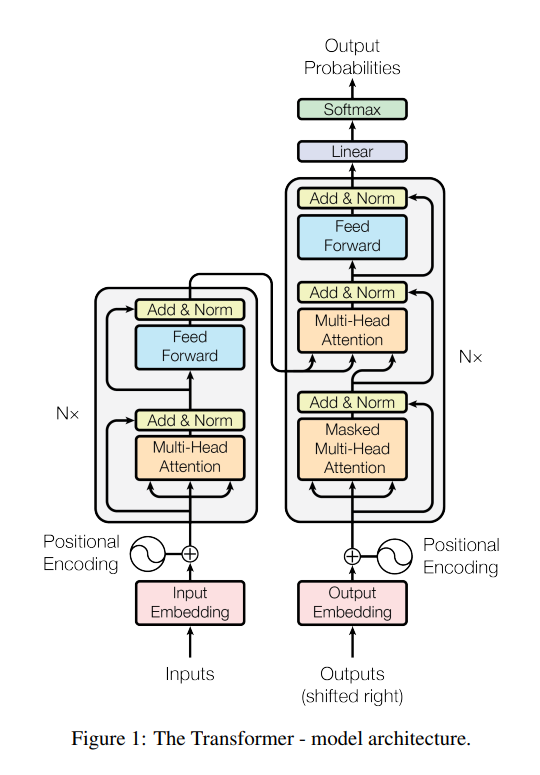 Output
Probabilities
Softmax
Linear
Add & Norm
Feed
Forward
Add & Norm
Multi-Head
Attention
Add & Norm
Masked
Multi-Head
Attention
N×
Add & Norm
Feed
Forward
Add & Norm
Multi-Head
Attention
N×
Positional
Encoding
Positional
Encoding
Input
Embedding
Output
Embedding
Inputs
Outputs
(shifted right)
Figure 1: The Transformer - model architecture.